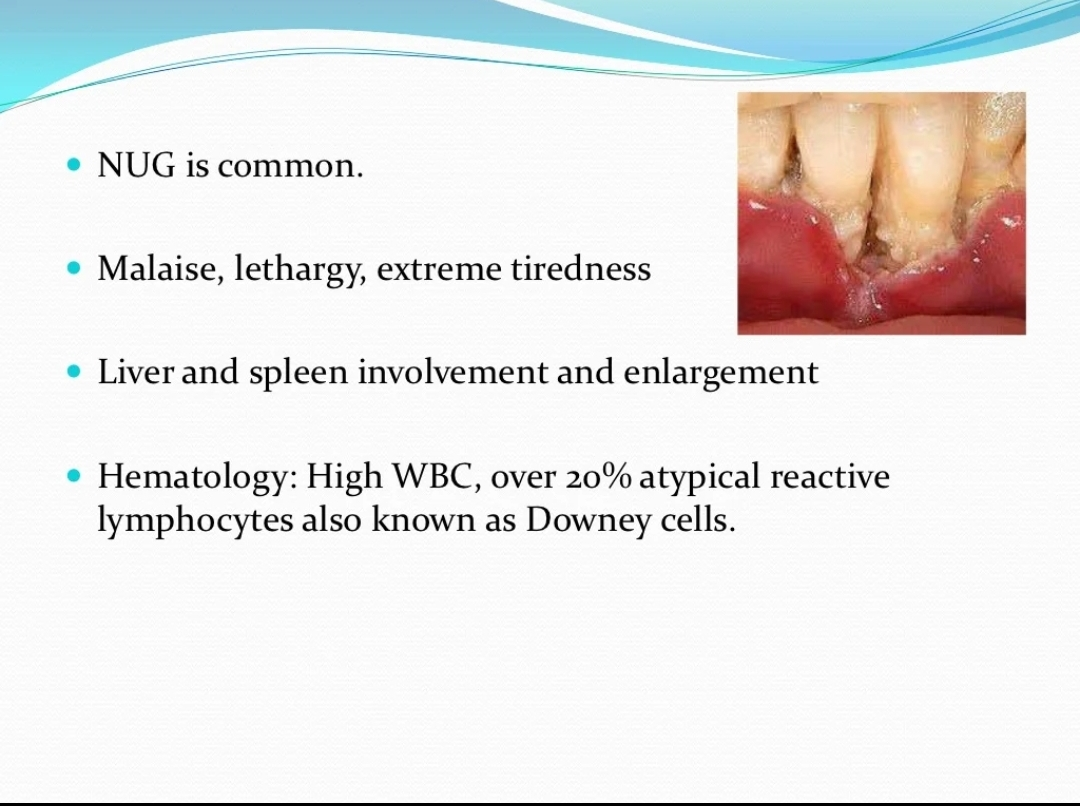 NUG is common.
Malaise, lethargy, extreme tiredness
Liver and spleen involvement and enlargement
Hematology: High WBC, over 20% atypical reactive
lymphocytes also known as Downey cells.